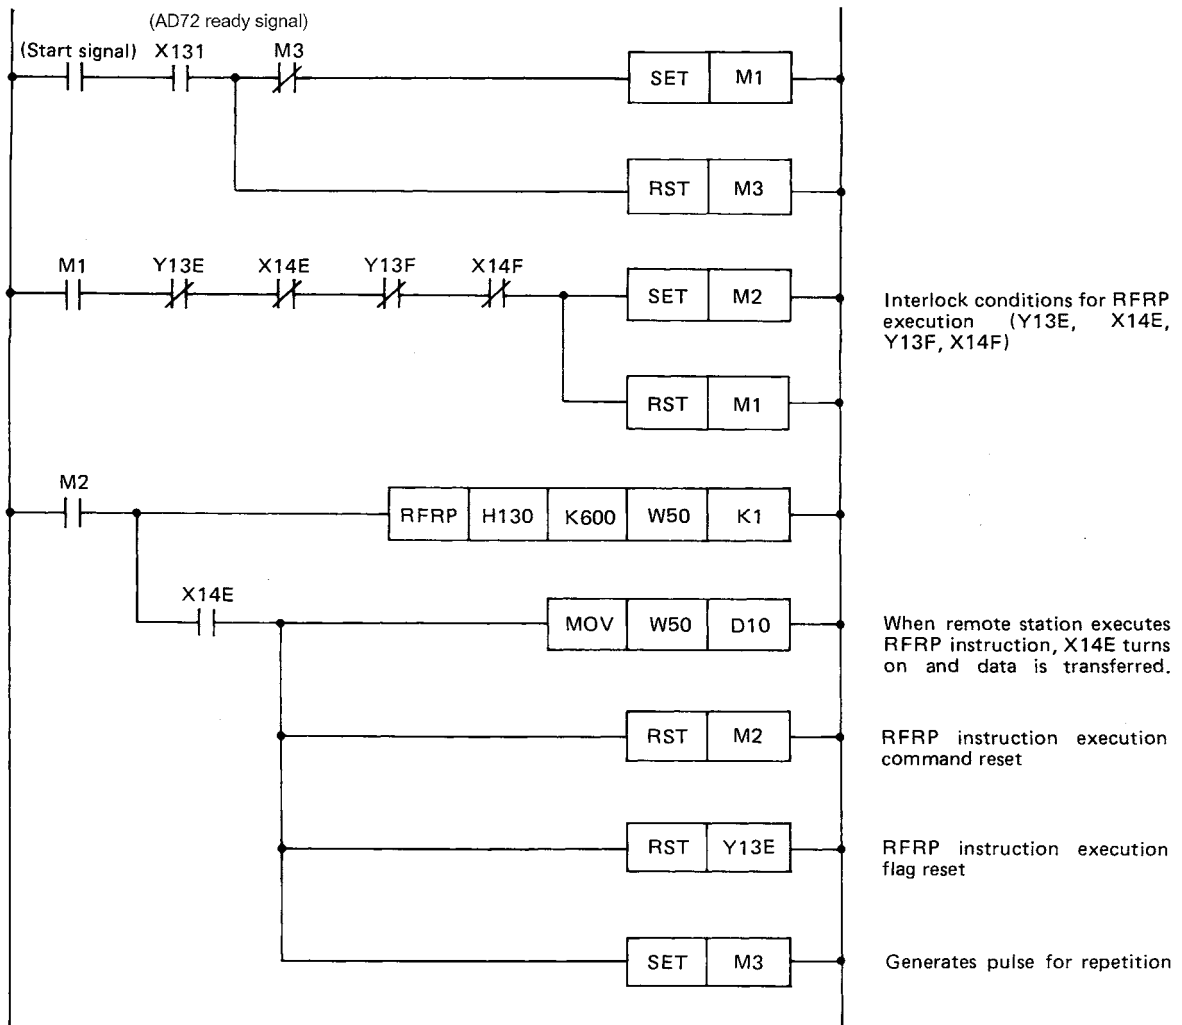 (AD72 ready signal)
(Start signal) X131 M3
SET M1
RST M3
M1 Y13E X14E Y13F X14F
SET M2
Interlock conditions for RFRP
execution (Y13E, X14E,
Y13F, X14F)
RST M1
M2
RFRP H130 K600 W50 K1
X14E
MOV W50 D10
When remote station executes
RFRP instruction, X14E turns
on and data is transferred.
RST M2
RFRP instruction execution
command reset
RST Y13E
RFRP instruction execution
flag reset
SET M3
Generates pulse for repetition